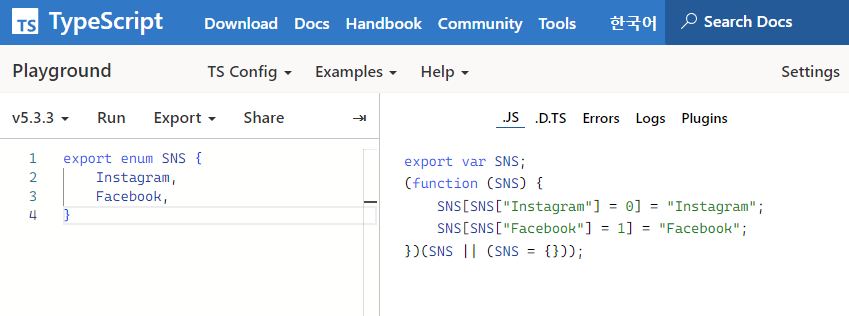 TS TypeScript Download Docs Handbook Community Tools 한국어 Search Docs
Playground TS Config Examples Help Settings
v5.3.3 Run Export Share
1 export enum SNS {
2     Instagram,
3     Facebook,
4 }
.JS .D.TS Errors Logs Plugins
export var SNS;
(function (SNS) {
    SNS[SNS["Instagram"] = 0] = "Instagram";
    SNS[SNS["Facebook"] = 1] = "Facebook";
})(SNS || (SNS = {}));